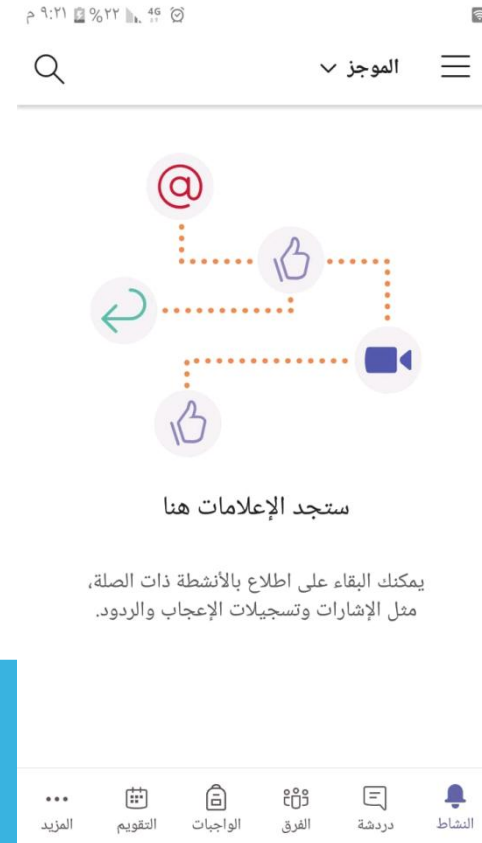 ٩:٢١ م ٢٢% 4G
الموجز
@
ستجد الإعلامات هنا
يمكنك البقاء على اطلاع بالأنشطة ذات الصلة،
مثل الإشارات وتسجيلات الإعجاب والردود.
النشاط دردشة الفرق الواجبات التقويم المزيد